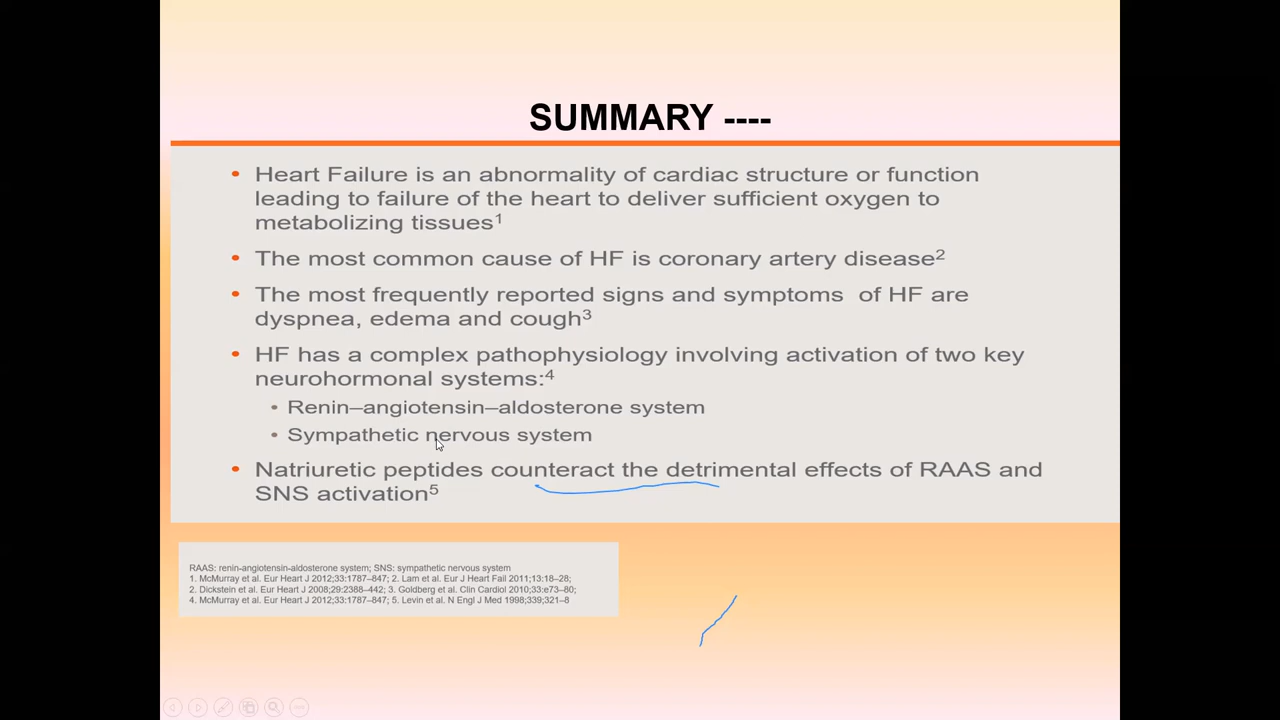 SUMMARY ----
• Heart Failure is an abnormality of cardiac structure or function
leading to failure of the heart to deliver sufficient oxygen to
metabolizing tissues¹
• The most common cause of HF is coronary artery disease²
• The most frequently reported signs and symptoms  of HF are
dyspnea, edema and cough³
• HF has a complex pathophysiology involving activation of two key
neurohormonal systems:⁴
• Renin–angiotensin–aldosterone system
• Sympathetic nervous system
• Natriuretic peptides counteract the detrimental effects of RAAS and
SNS activation⁵
RAAS: renin-angiotensin-aldosterone system; SNS: sympathetic nervous system
1. McMurray et al. Eur Heart J 2012;33:1787–847; 2. Lam et al. Eur J Heart Fail 2011;13:18–28;
2. Dickstein et al. Eur Heart J 2008;29:2388–442; 3. Goldberg et al. Clin Cardiol 2010;33:e73–80;
4. McMurray et al. Eur Heart J 2012;33:1787–847; 5. Levin et al. N Engl J Med 1998;339;321–8